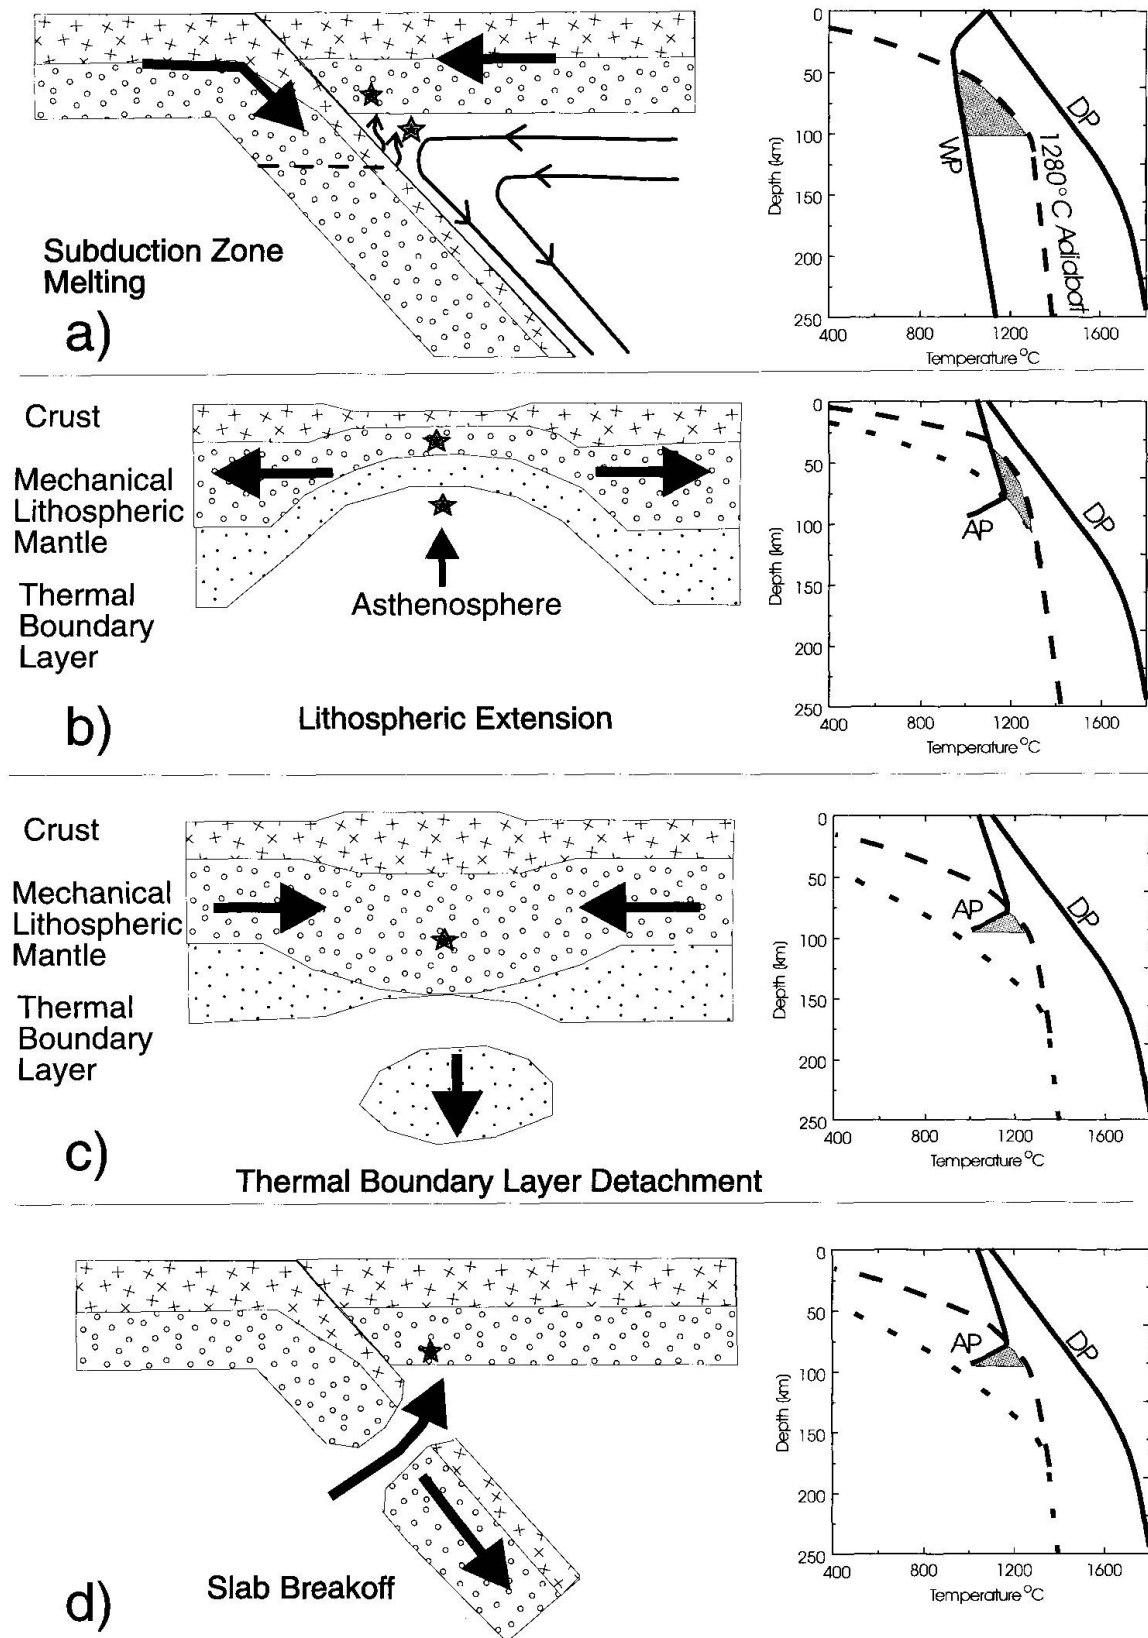 Subduction Zone
Melting
a)
0
50
100
150
200
250
Depth (km)
400
800
1200
1600
Temperature °C
WP
1280°C Adiabat
DP
Crust
Mechanical
Lithospheric
Mantle
Thermal
Boundary
Layer
Asthenosphere
b)
Lithospheric Extension
0
50
100
150
200
250
Depth (km)
400
800
1200
1600
Temperature °C
AP
DP
Crust
Mechanical
Lithospheric
Mantle
Thermal
Boundary
Layer
c)
Thermal Boundary Layer Detachment
0
50
100
150
200
250
Depth (km)
400
800
1200
1600
Temperature °C
AP
DP
d)
Slab Breakoff
0
50
100
150
200
250
Depth (km)
400
800
1200
1600
Temperature °C
AP
DP